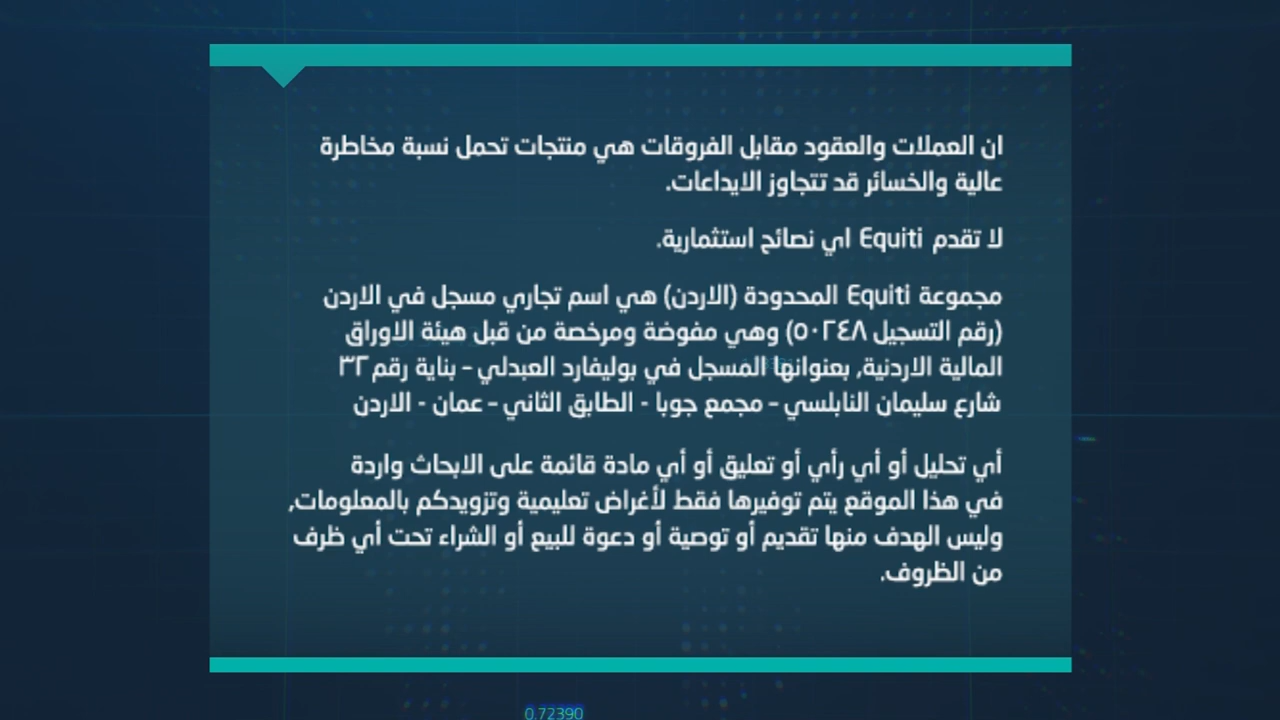 ان العملات والعقود مقابل الفروقات هي منتجات تحمل نسبة مخاطرة
عالية والخسائر قد تتجاوز الايداعات.
لا تقدم Equiti اي نصائح استثمارية.
مجموعة Equiti المحدودة (الاردن) هي اسم تجاري مسجل في الاردن
(رقم التسجيل ٥٠٢٤٨) وهي مفوضة ومرخصة من قبل هيئة الاوراق
المالية الاردنية, بعنوانها المسجل في بوليفارد العبدلي – بناية رقم ٣٢
شارع سليمان النابلسي – مجمع جوبا - الطابق الثاني – عمان - الاردن
أي تحليل أو أي رأي أو تعليق أو أي مادة قائمة على الابحاث واردة
في هذا الموقع يتم توفيرها فقط لأغراض تعليمية وتزويدكم بالمعلومات,
وليس الهدف منها تقديم أو توصية أو دعوة للبيع أو الشراء تحت أي ظرف
من الظروف.
0.72390